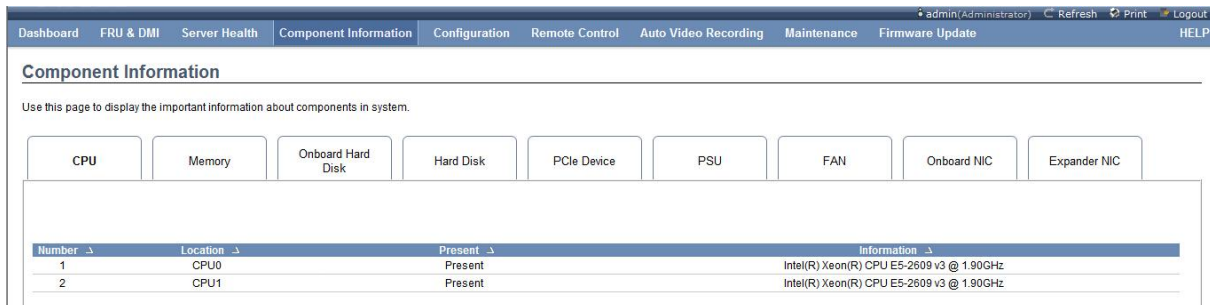 admin(Administrator) Refresh Print Logout
Dashboard FRU & DMI Server Health Component Information Configuration Remote Control Auto Video Recording Maintenance Firmware Update HELP
Component Information
Use this page to display the important information about components in system.
CPU Memory Onboard Hard Disk Hard Disk PCIe Device PSU FAN Onboard NIC Expander NIC
Number Location Present Information
1 CPU0 Present Intel(R) Xeon(R) CPU E5-2609 v3 @ 1.90GHz
2 CPU1 Present Intel(R) Xeon(R) CPU E5-2609 v3 @ 1.90GHz